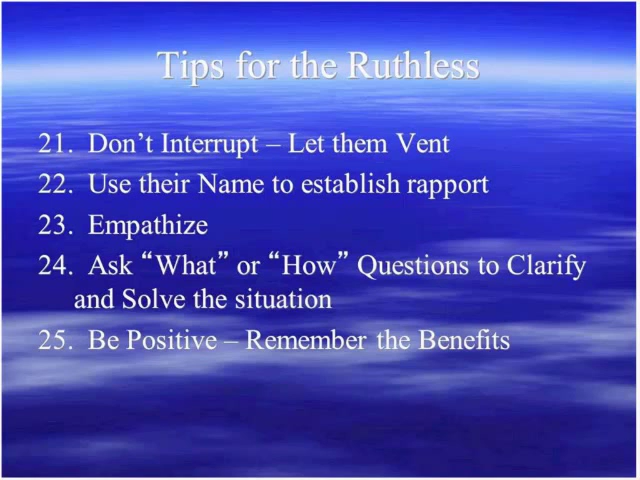 Tips for the Ruthless
21. Don’t Interrupt – Let them Vent
22. Use their Name to establish rapport
23. Empathize
24. Ask “What” or “How” Questions to Clarify
and Solve the situation
25. Be Positive – Remember the Benefits